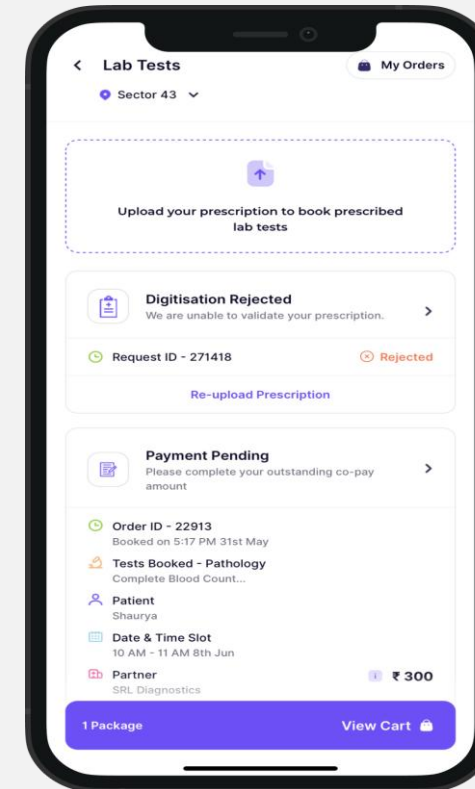 Lab Tests
My Orders
Sector 43
Upload your prescription to book prescribed
lab tests
Digitisation Rejected
We are unable to validate your prescription.
Request ID - 271418
Rejected
Re-upload Prescription
Payment Pending
Please complete your outstanding co-pay
amount
Order ID - 22913
Booked on 5:17 PM 31st May
Tests Booked - Pathology
Complete Blood Count...
Patient
Shaurya
Date & Time Slot
10 AM - 11 AM 8th Jun
Partner
i ₹ 300
SRL Diagnostics
1 Package
View Cart